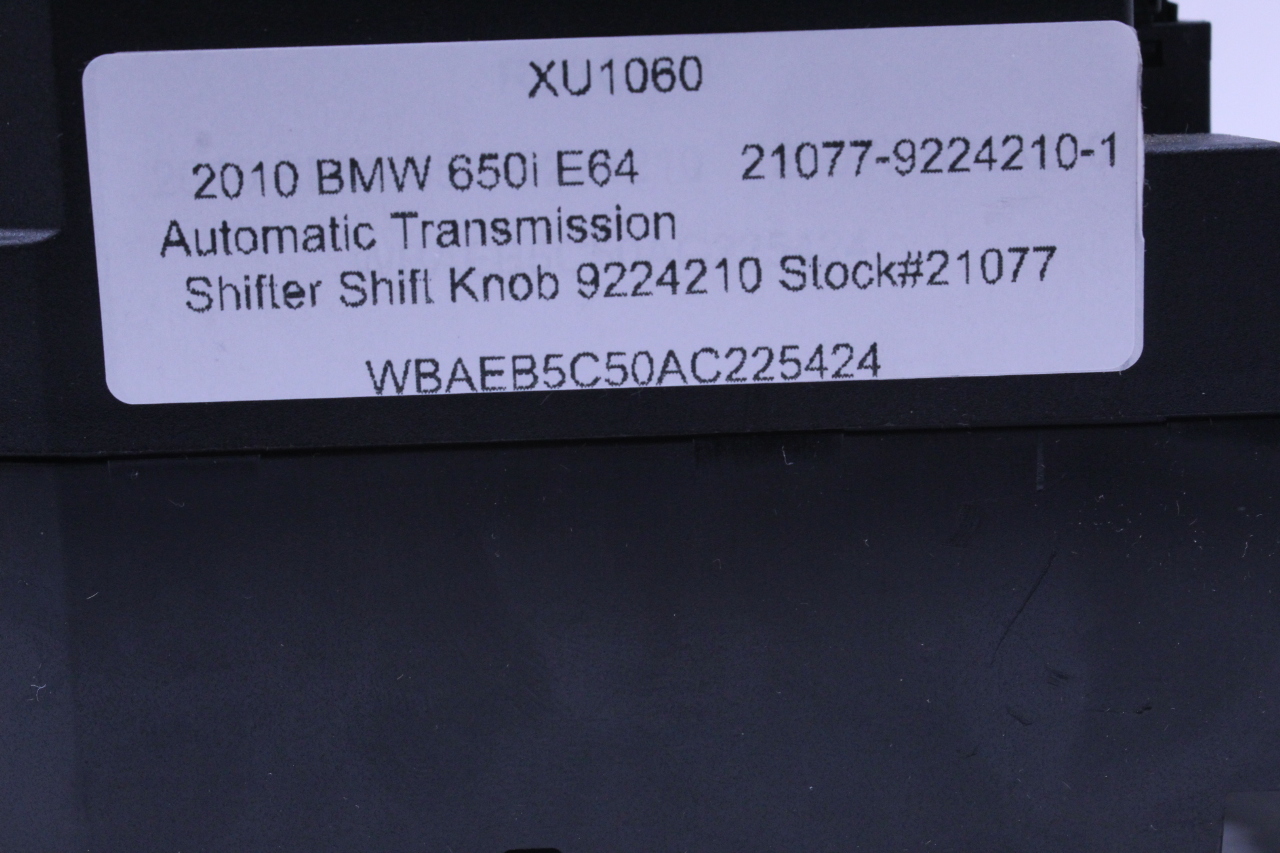 XU1060
2010 BMW 650i E64 21077-9224210-1
Automatic Transmission
Shifter Shift Knob 9224210 Stock#21077
WBAEB5C50AC225424